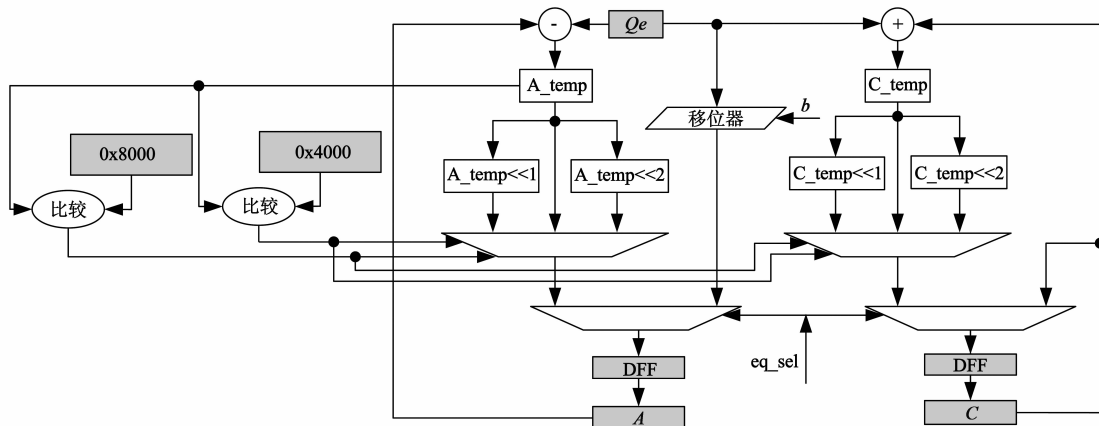 -
Qe
+
A_temp
C_temp
移位器
b
0x8000
0x4000
A_temp<<1
A_temp<<2
C_temp<<1
C_temp<<2
比较
比较
eq_sel
DFF
DFF
A
C